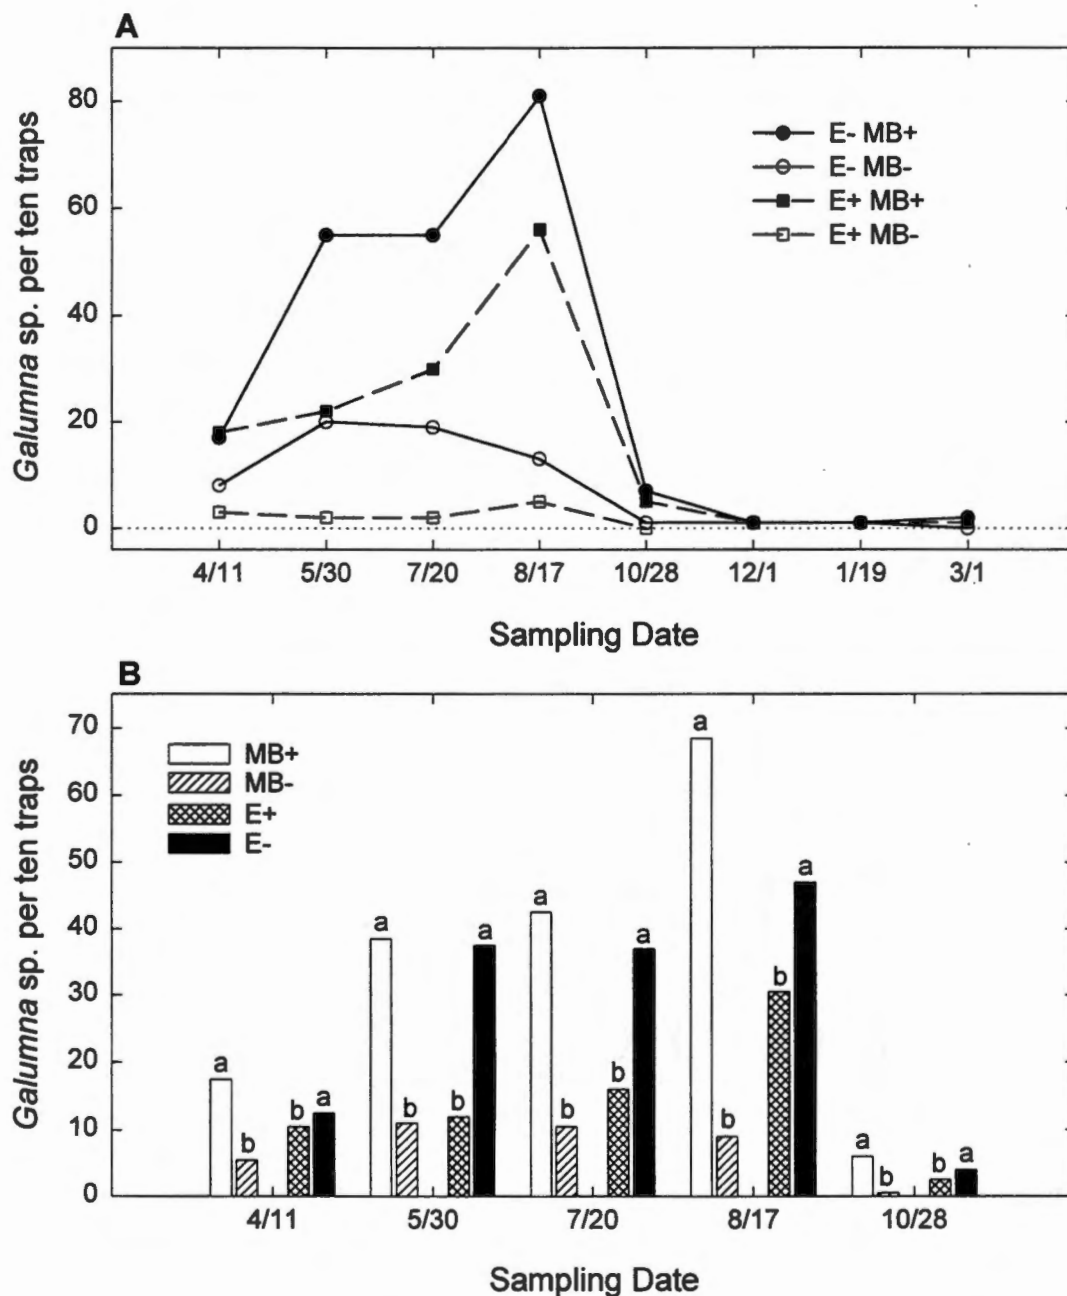 A
Galumna sp. per ten traps
80
60
40
20
0
E- MB+
E- MB-
E+ MB+
E+ MB-
4/11 5/30 7/20 8/17 10/28 12/1 1/19 3/1
Sampling Date
B
Galumna sp. per ten traps
70
60
50
40
30
20
10
0
MB+
MB-
E+
E-
a b b a
a b b a
a b b a
a b b a
a b b a
4/11 5/30 7/20 8/17 10/28
Sampling Date